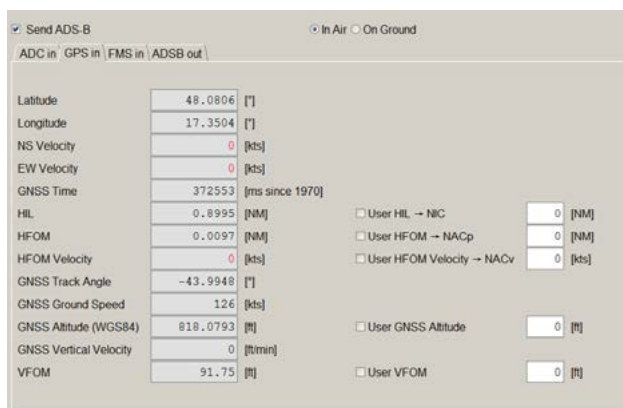 Send ADS-B In Air On Ground
ADC in GPS in FMS in ADSB out
Latitude 48.0806 [°]
Longitude 17.3504 [°]
NS Velocity 0 [kts]
EW Velocity 0 [kts]
GNSS Time 372553 [ms since 1970]
HIL 0.8995 [NM] User HIL → NIC 0 [NM]
HFOM 0.0097 [NM] User HFOM → NACp 0 [NM]
HFOM Velocity 0 [kts] User HFOM Velocity → NACv 0 [kts]
GNSS Track Angle -43.9948 [°]
GNSS Ground Speed 126 [kts]
GNSS Altitude (WGS84) 818.0793 [ft] User GNSS Altitude 0 [ft]
GNSS Vertical Velocity 0 [ft/min]
VFOM 91.75 [ft] User VFOM 0 [ft]